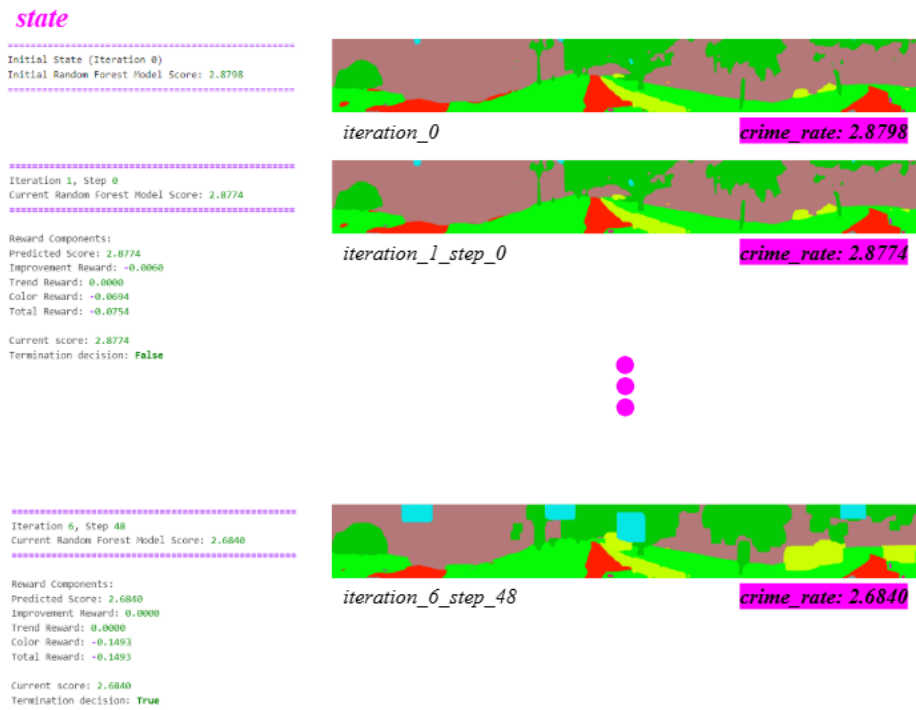 state
==================================================
Initial State (Iteration 0)
Initial Random Forest Model Score: 2.8798
==================================================
iteration_0
crime_rate: 2.8798
==================================================
Iteration 1, Step 0
Current Random Forest Model Score: 2.8774
==================================================
Reward Components:
Predicted Score: 2.8774
Improvement Reward: -0.0060
Trend Reward: 0.0000
Color Reward: -0.0694
Total Reward: -0.0754
Current score: 2.8774
Termination decision: False
iteration_1_step_0
crime_rate: 2.8774
==================================================
Iteration 6, Step 48
Current Random Forest Model Score: 2.6840
==================================================
Reward Components:
Predicted Score: 2.6840
Improvement Reward: 0.0000
Trend Reward: 0.0000
Color Reward: -0.1493
Total Reward: -0.1493
Current score: 2.6840
Termination decision: True
iteration_6_step_48
crime_rate: 2.6840